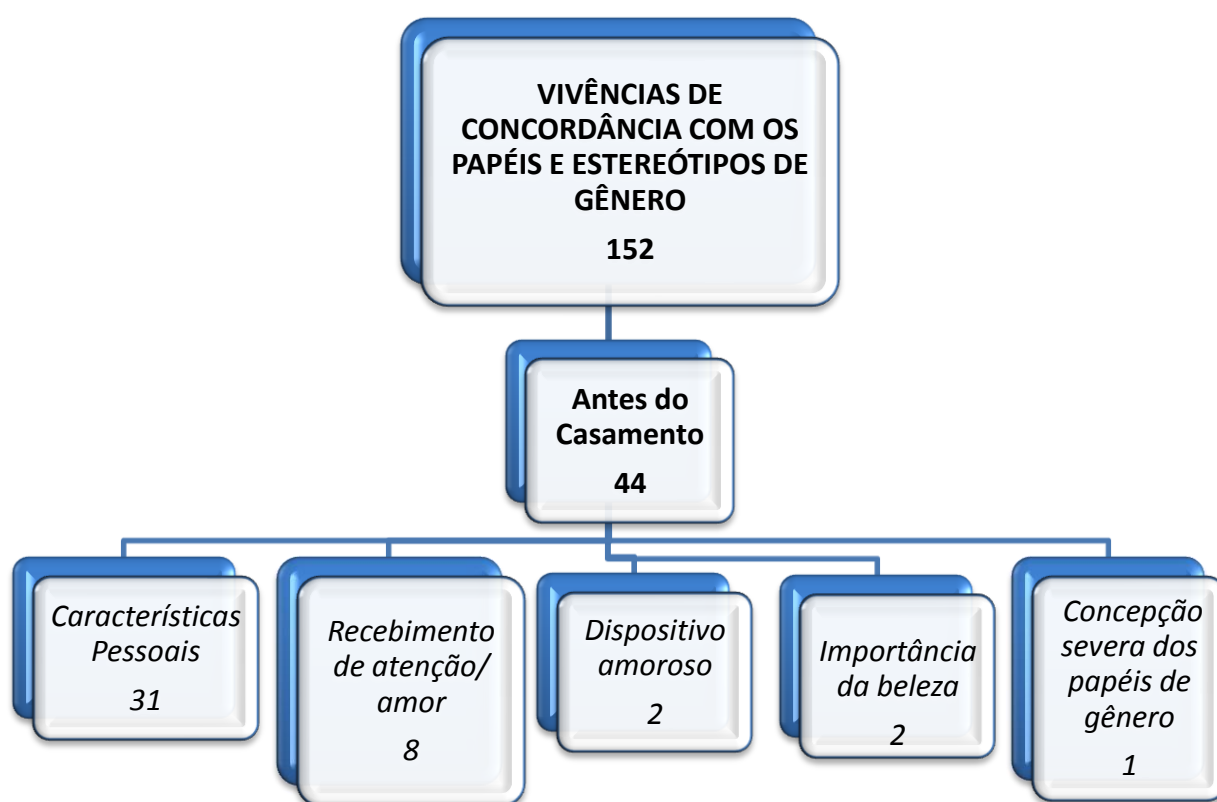 VIVÊNCIAS DE
CONCORDÂNCIA COM OS
PAPÉIS E ESTEREÓTIPOS DE
GÊNERO
152
Antes do
Casamento
44
Características
Pessoais
31
Recebimento
de atenção/
amor
8
Dispositivo
amoroso
2
Importância
da beleza
2
Concepção
severa dos
papéis de
gênero
1